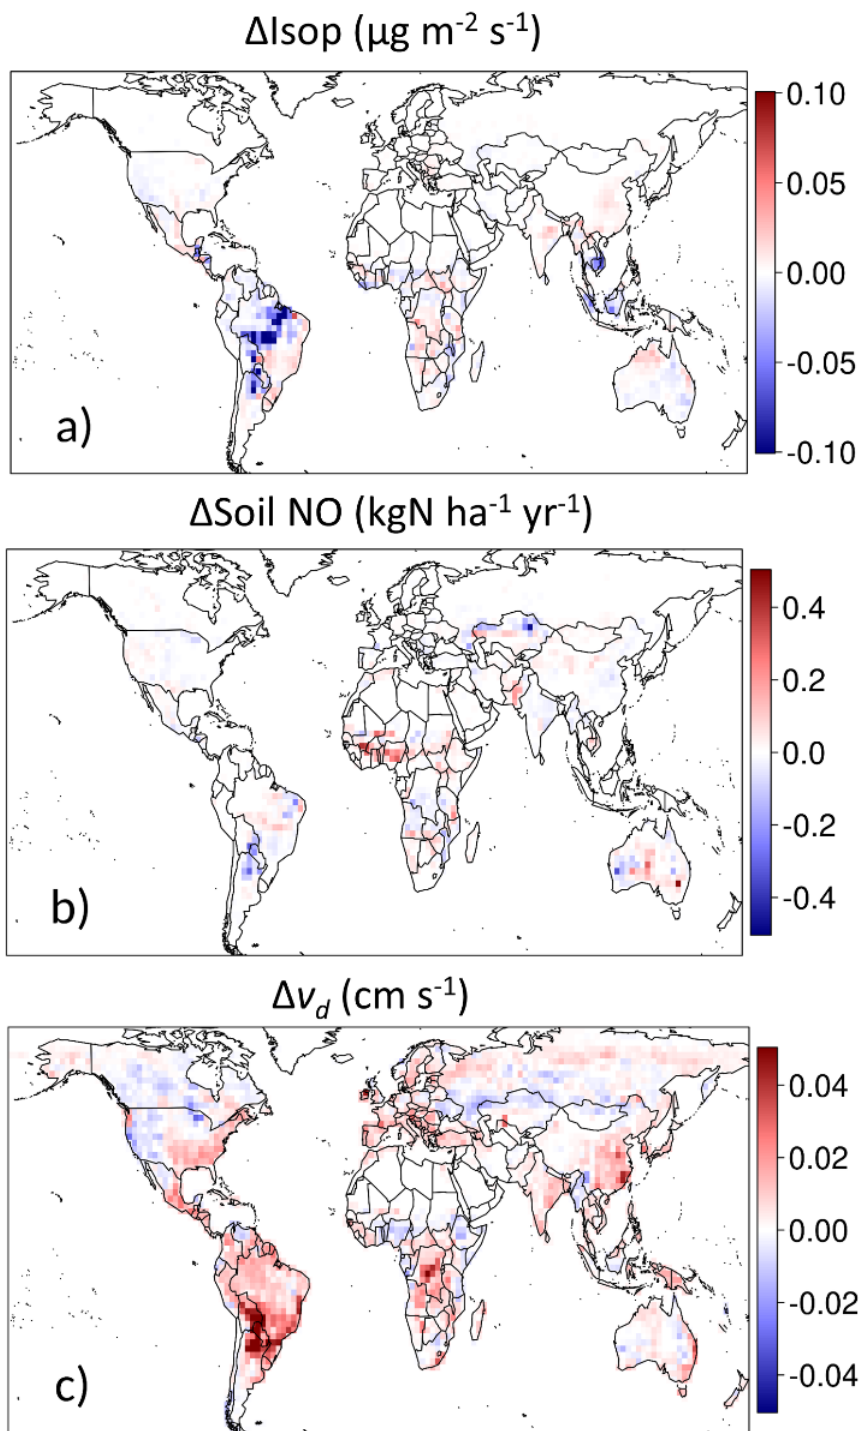 ΔIsop (μg m⁻² s⁻¹)
0.10
0.05
0.00
-0.05
-0.10
a)
ΔSoil NO (kgN ha⁻¹ yr⁻¹)
0.4
0.2
0.0
-0.2
-0.4
b)
Δv_d (cm s⁻¹)
0.04
0.02
0.00
-0.02
-0.04
c)